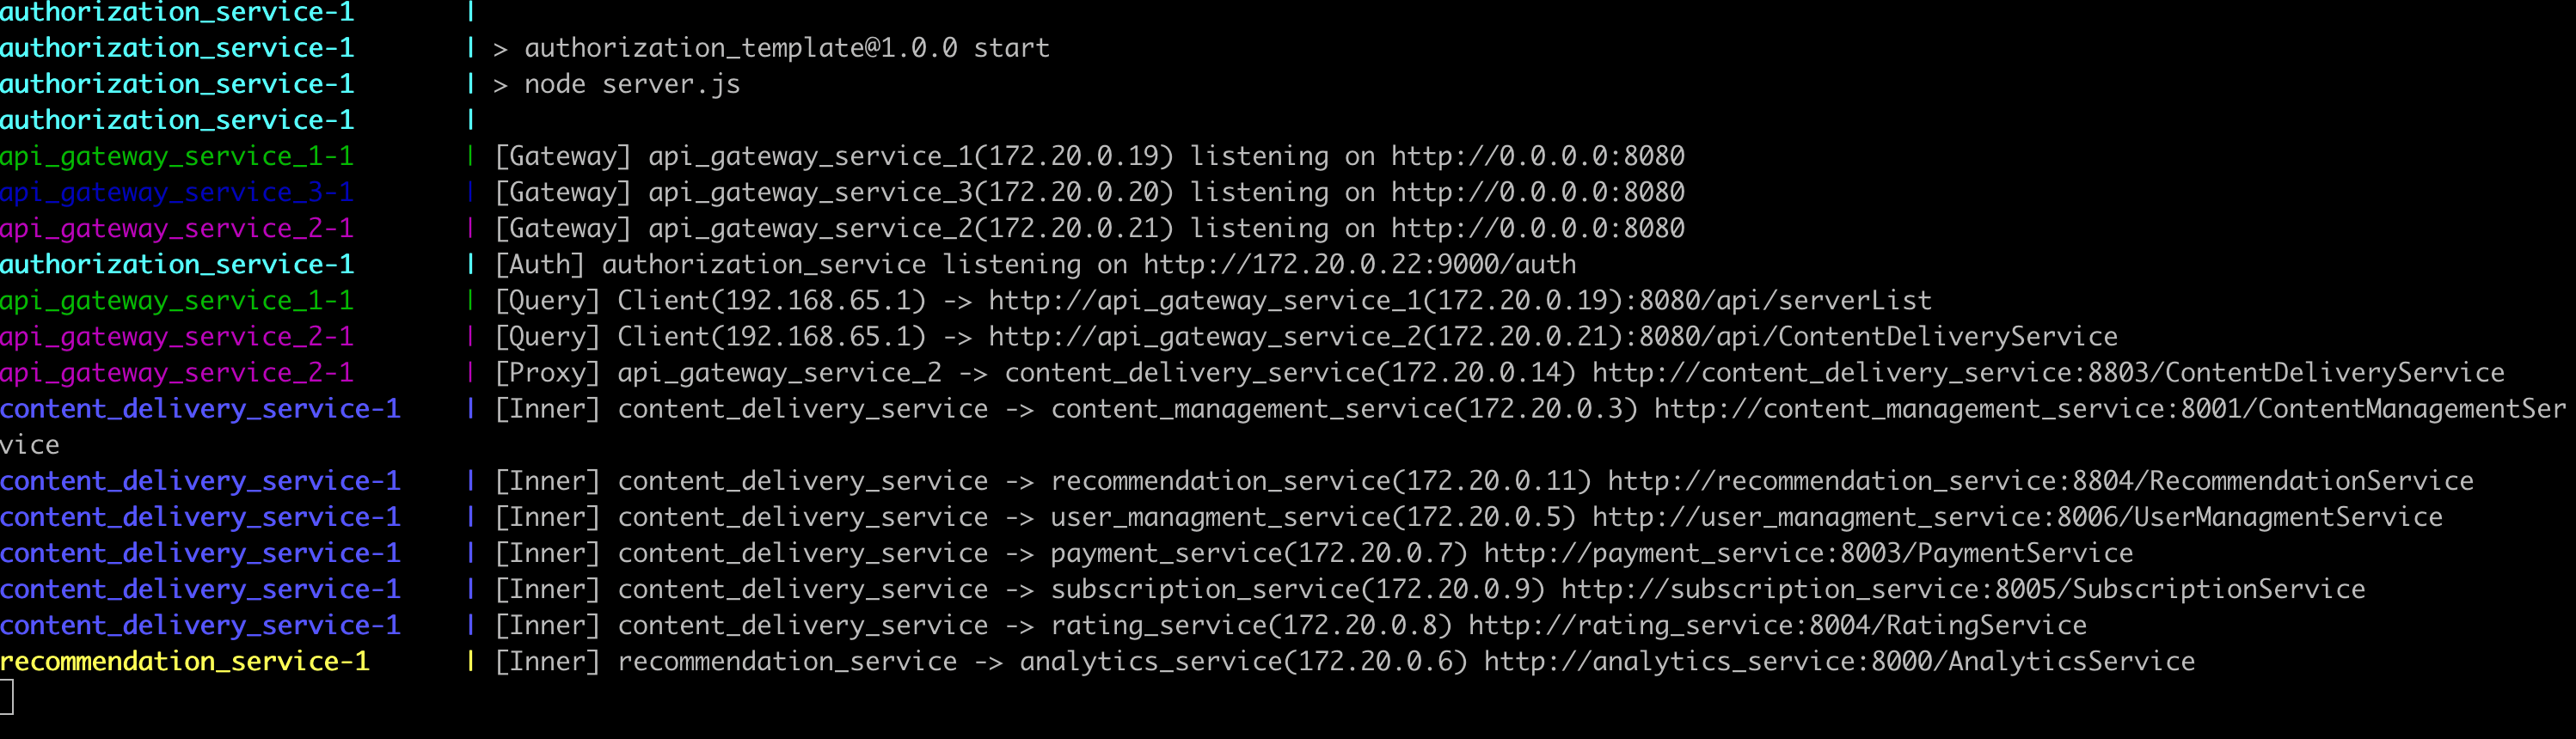 authorization_service-1 |
authorization_service-1 | > authorization_template@1.0.0 start
authorization_service-1 | > node server.js
authorization_service-1 |
api_gateway_service_1-1 | [Gateway] api_gateway_service_1(172.20.0.19) listening on http://0.0.0.0:8080
api_gateway_service_3-1 | [Gateway] api_gateway_service_3(172.20.0.20) listening on http://0.0.0.0:8080
api_gateway_service_2-1 | [Gateway] api_gateway_service_2(172.20.0.21) listening on http://0.0.0.0:8080
authorization_service-1 | [Auth] authorization_service listening on http://172.20.0.22:9000/auth
api_gateway_service_1-1 | [Query] Client(192.168.65.1) -> http://api_gateway_service_1(172.20.0.19):8080/api/serverList
api_gateway_service_2-1 | [Query] Client(192.168.65.1) -> http://api_gateway_service_2(172.20.0.21):8080/api/ContentDeliveryService
api_gateway_service_2-1 | [Proxy] api_gateway_service_2 -> content_delivery_service(172.20.0.14) http://content_delivery_service:8803/ContentDeliveryService
content_delivery_service-1 | [Inner] content_delivery_service -> content_management_service(172.20.0.3) http://content_management_service:8001/ContentManagementSer
vice
content_delivery_service-1 | [Inner] content_delivery_service -> recommendation_service(172.20.0.11) http://recommendation_service:8804/RecommendationService
content_delivery_service-1 | [Inner] content_delivery_service -> user_managment_service(172.20.0.5) http://user_managment_service:8006/UserManagmentService
content_delivery_service-1 | [Inner] content_delivery_service -> payment_service(172.20.0.7) http://payment_service:8003/PaymentService
content_delivery_service-1 | [Inner] content_delivery_service -> subscription_service(172.20.0.9) http://subscription_service:8005/SubscriptionService
content_delivery_service-1 | [Inner] content_delivery_service -> rating_service(172.20.0.8) http://rating_service:8004/RatingService
recommendation_service-1 | [Inner] recommendation_service -> analytics_service(172.20.0.6) http://analytics_service:8000/AnalyticsService